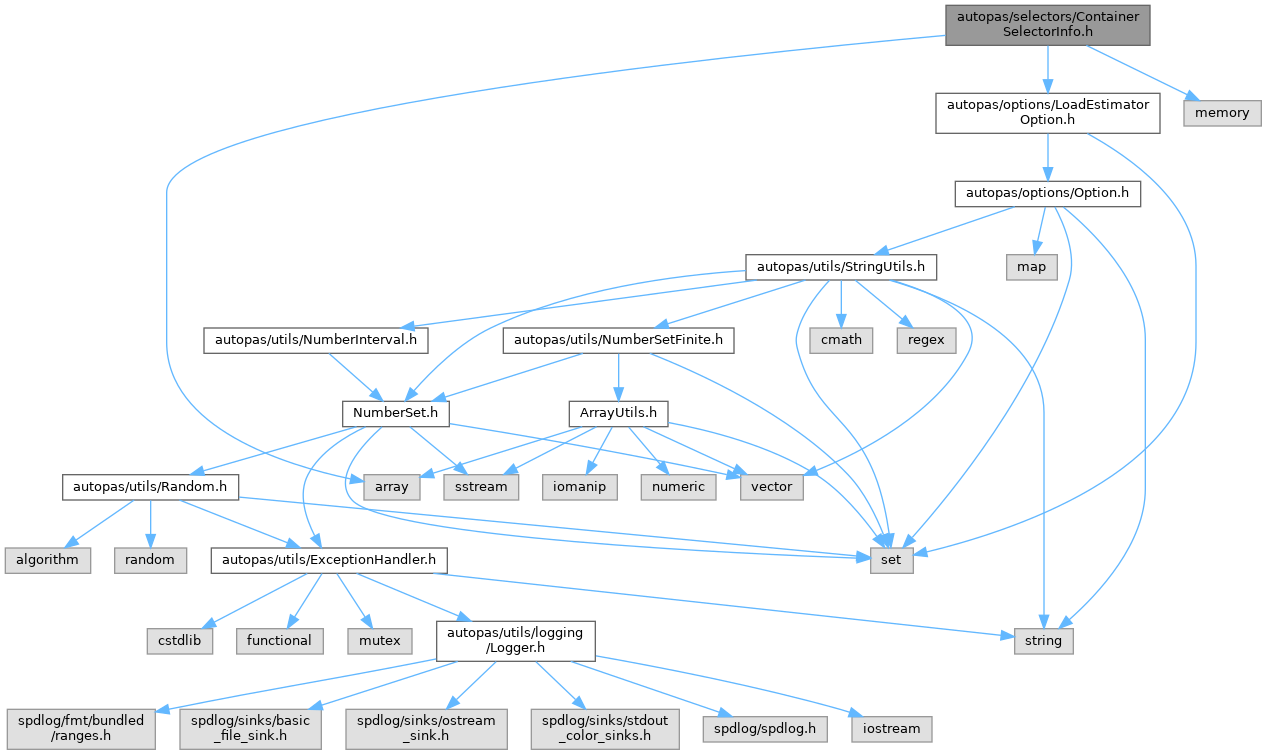 autopas/selectors/Container
SelectorInfo.h
autopas/options/LoadEstimator
Option.h
memory
autopas/options/Option.h
autopas/utils/StringUtils.h
map
autopas/utils/NumberInterval.h
autopas/utils/NumberSetFinite.h
cmath
regex
NumberSet.h
ArrayUtils.h
autopas/utils/Random.h
array
sstream
iomanip
numeric
vector
algorithm
random
autopas/utils/ExceptionHandler.h
set
cstdlib
functional
mutex
autopas/utils/logging
/Logger.h
string
spdlog/fmt/bundled
/ranges.h
spdlog/sinks/basic
_file_sink.h
spdlog/sinks/ostream
_sink.h
spdlog/sinks/stdout
_color_sinks.h
spdlog/spdlog.h
iostream